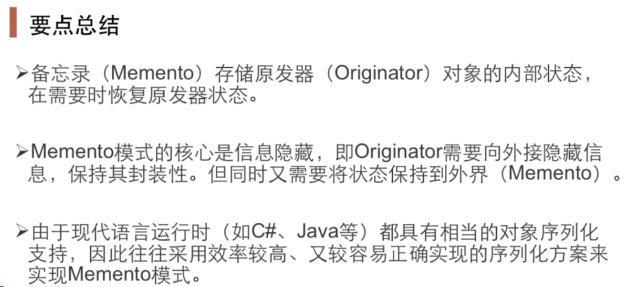 要点总结
➢备忘录（Memento）存储原发器（Originator）对象的内部状态，
在需要时恢复原发器状态。
➢Memento模式的核心是信息隐藏，即Originator需要向外接隐藏信
息，保持其封装性。但同时又需要将状态保持到外界（Memento）。
➢由于现代语言运行时（如C#、Java等）都具有相当的对象序列化
支持，因此往往采用效率较高、又较容易正确实现的序列化方案来
实现Memento模式。